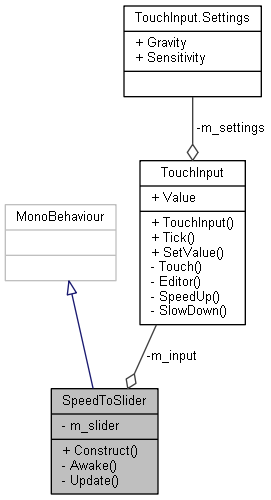 TouchInput.Settings
+ Gravity
+ Sensitivity
-m_settings
TouchInput
+ Value
+ TouchInput()
+ Tick()
+ SetValue()
- Touch()
- Editor()
- SpeedUp()
- SlowDown()
MonoBehaviour
-m_input
SpeedToSlider
- m_slider
+ Construct()
- Awake()
- Update()